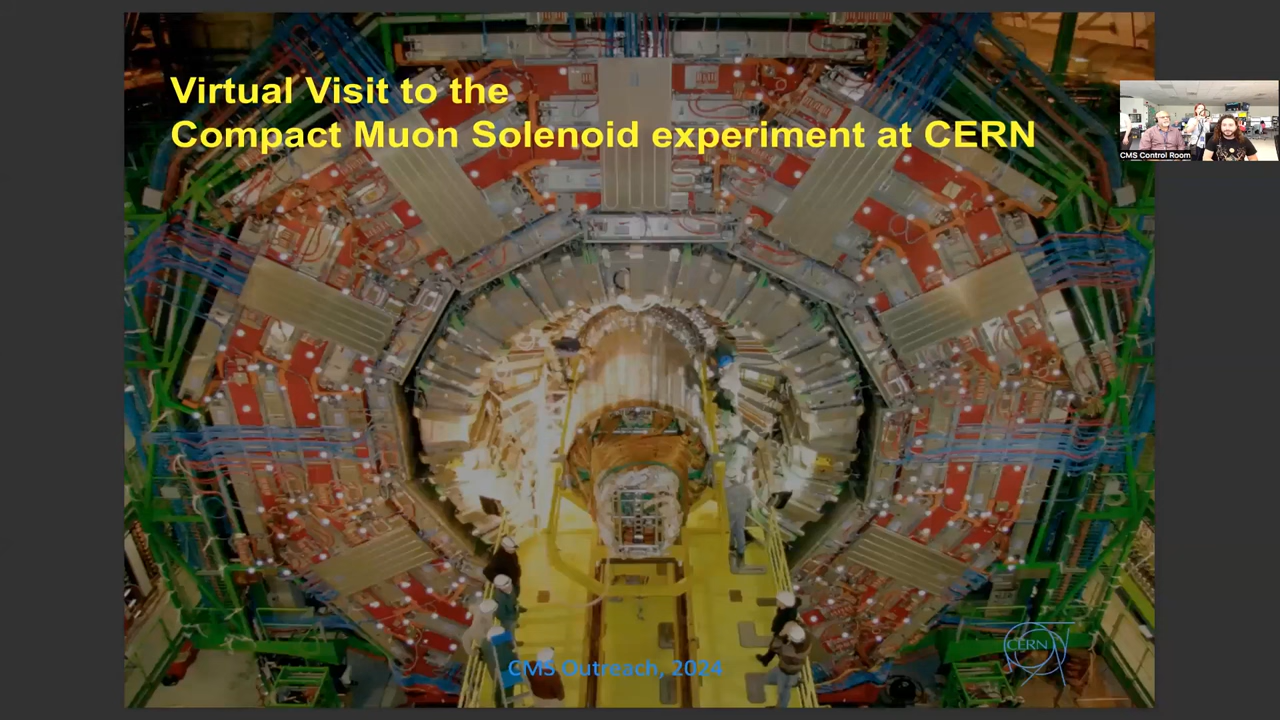 Virtual Visit to the
Compact Muon Solenoid experiment at CERN
CMS Control Room
CERN
CMS Outreach, 2024